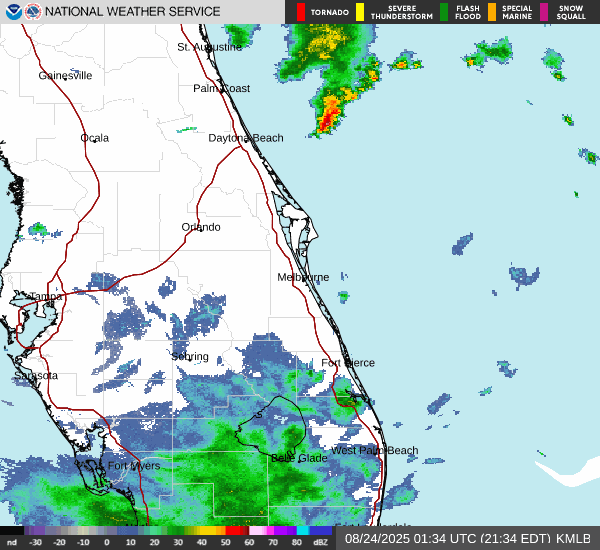 NATIONAL WEATHER SERVICE
TORNADO
SEVERE
THUNDERSTORM
FLASH
FLOOD
SPECIAL
MARINE
SNOW
SQUALL
St. Augustine
Gainesville
Palm Coast
Ocala
Daytona Beach
Orlando
Melbourne
Tampa
Sebring
Fort Pierce
Sarasota
West Palm Beach
Belle Glade
Fort Myers
nd -30 -20 -10 0 10 20 30 40 50 60 70 80 dBZ
08/24/2025 01:34 UTC (21:34 EDT) KMLB